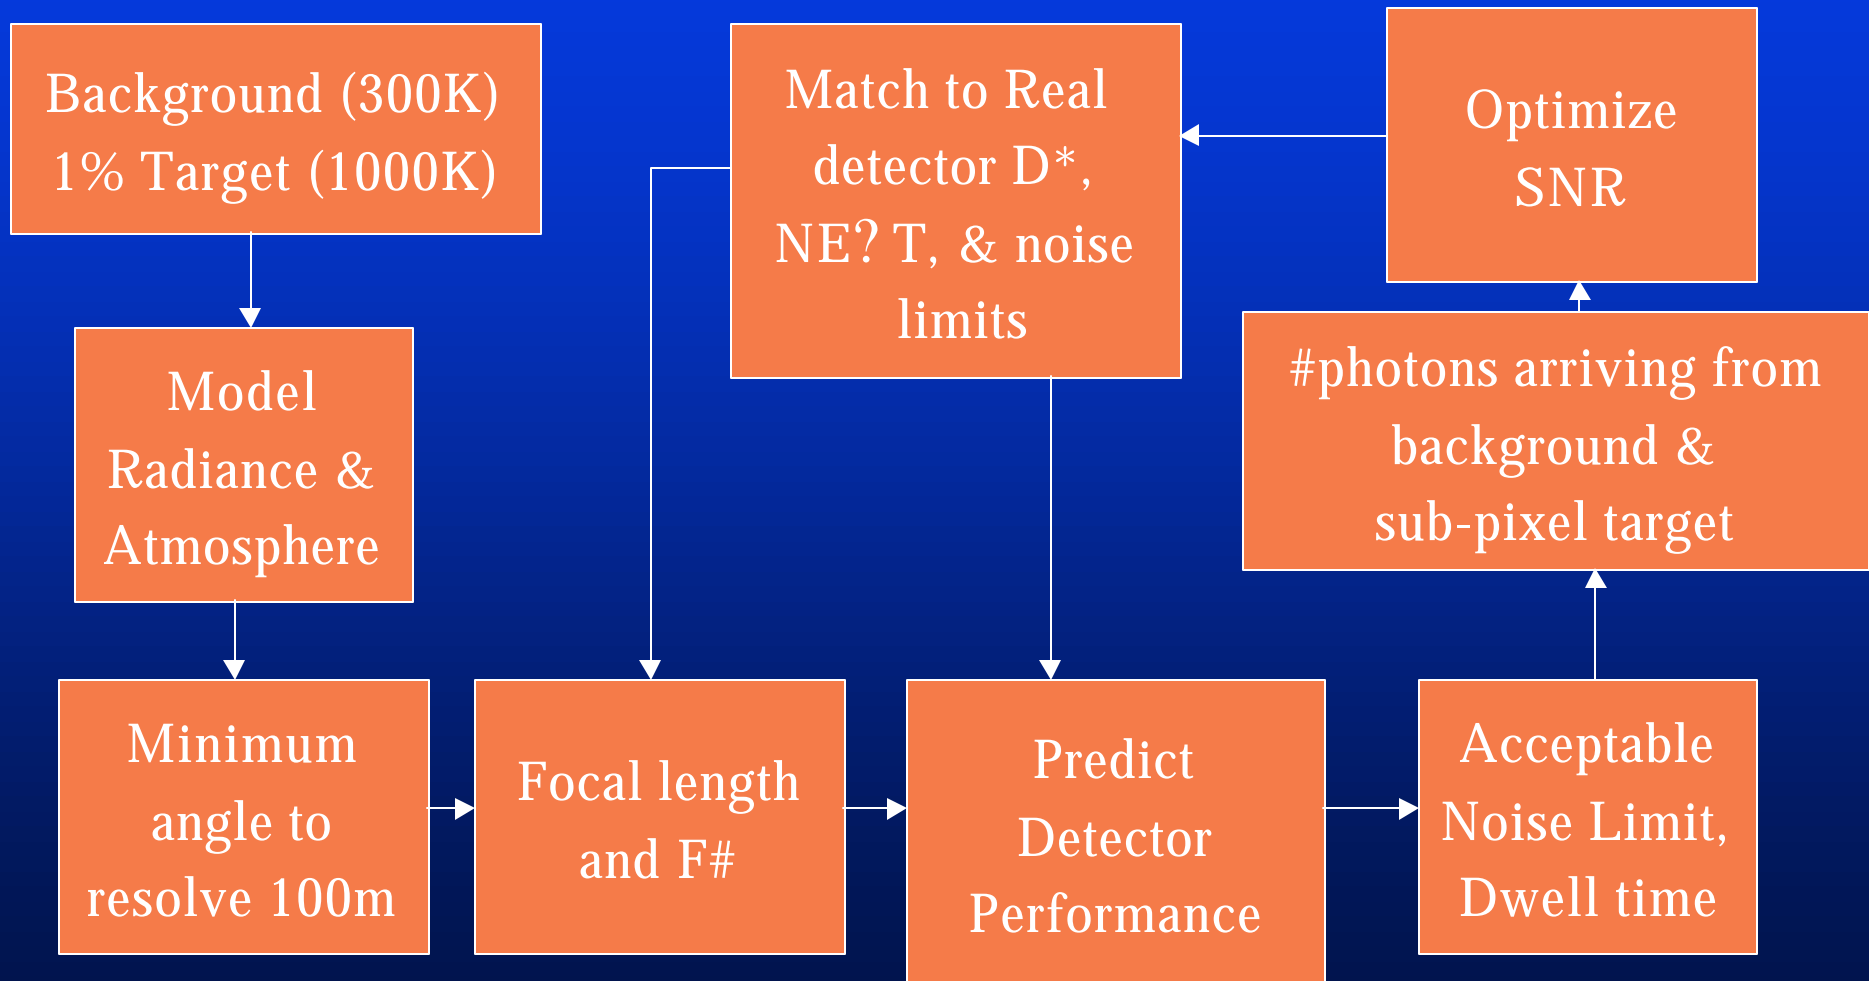 Background (300K)
1% Target (1000K)
Model
Radiance &
Atmosphere
Minimum
angle to
resolve 100m
Focal length
and F#
Predict
Detector
Performance
Acceptable
Noise Limit,
Dwell time
#photons arriving from
background &
sub-pixel target
Optimize
SNR
Match to Real
detector D*,
NE? T, & noise
limits